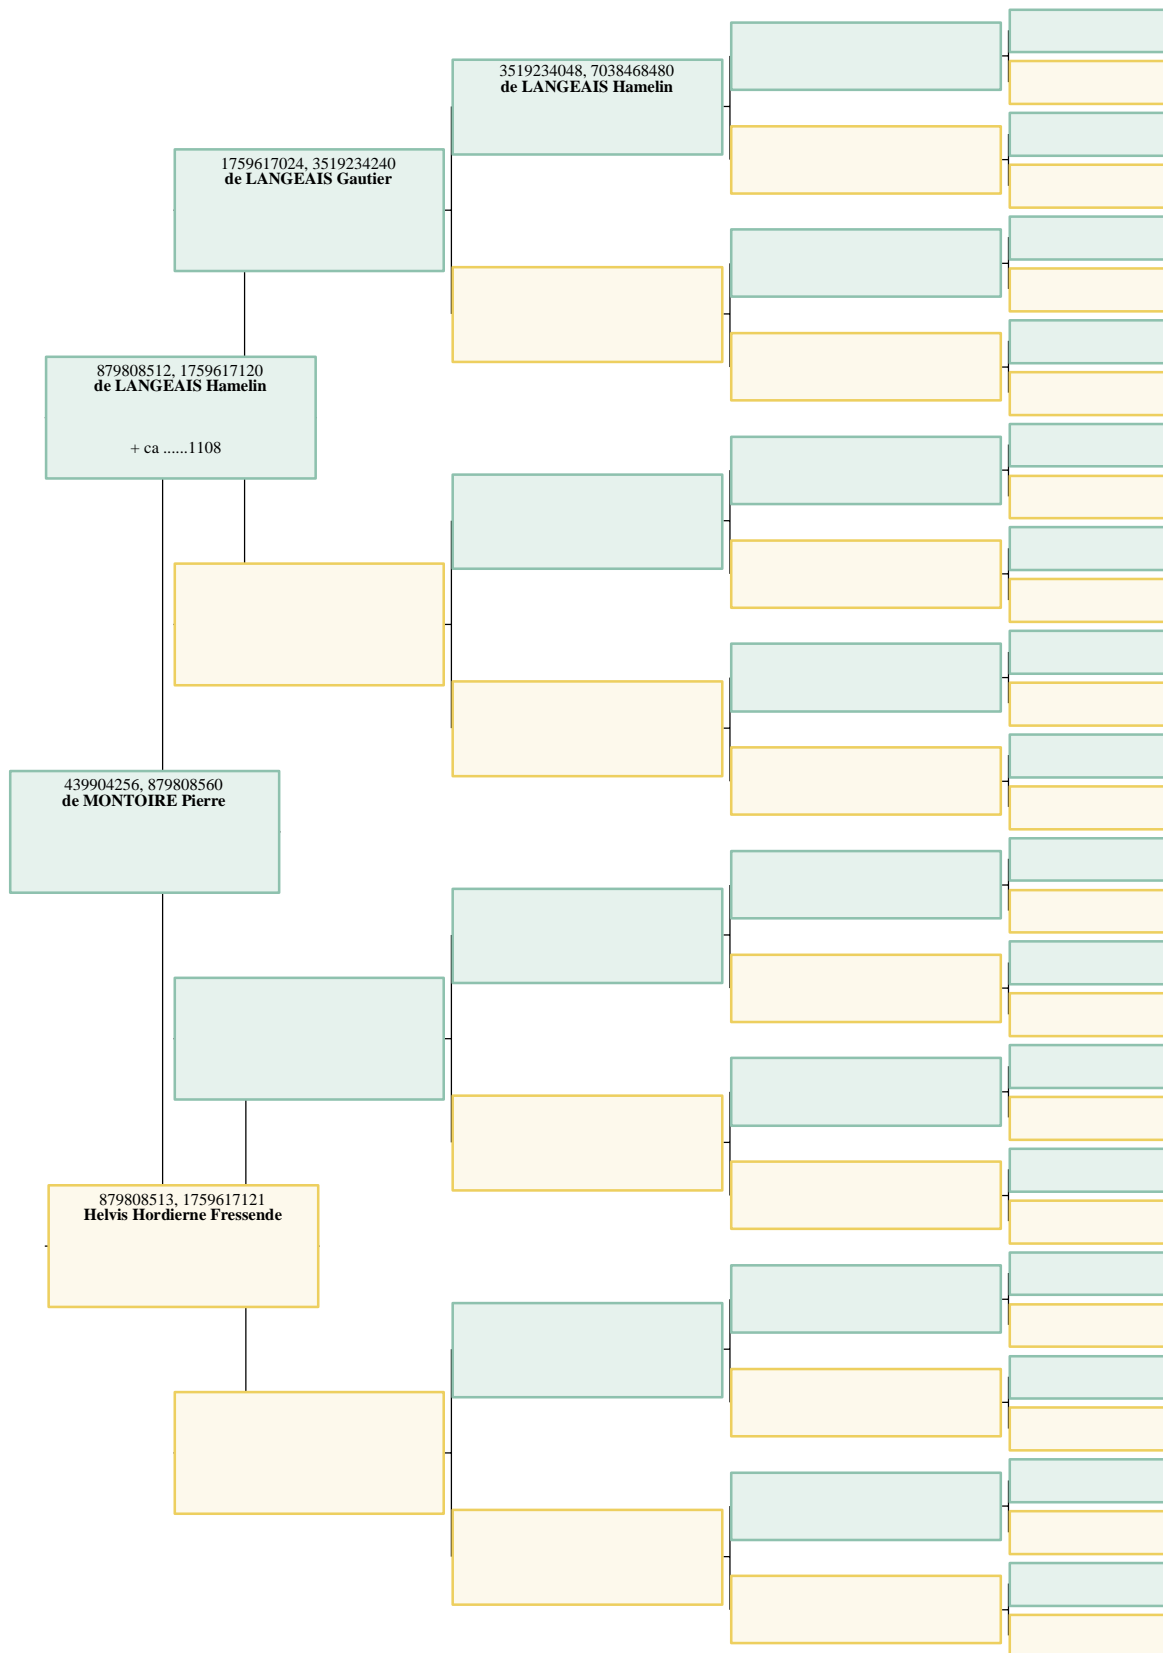 3519234048, 7038468480
de LANGEAIS Hamelin
1759617024, 3519234240
de LANGEAIS Gautier
879808512, 1759617120
de LANGEAIS Hamelin
+ ca ......1108
439904256, 879808560
de MONTOIRE Pierre
879808513, 1759617121
Helvis Hordierne Fressende